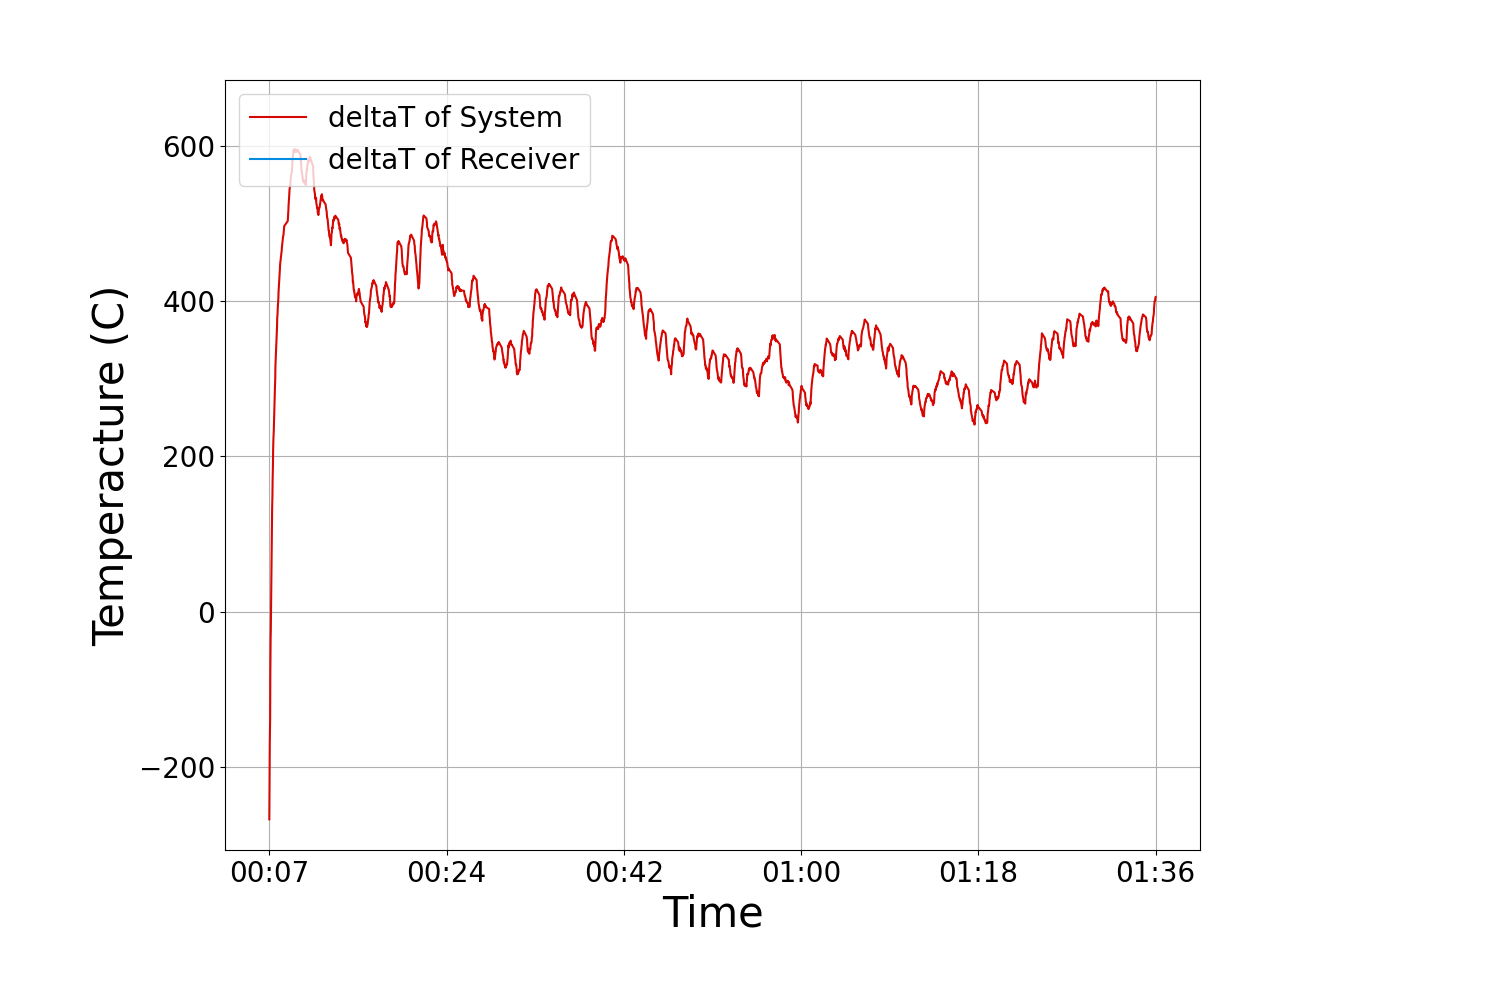 deltaT of System
deltaT of Receiver
600
400
200
0
−200
Temperacture (C)
00:07 00:24 00:42 01:00 01:18 01:36
Time